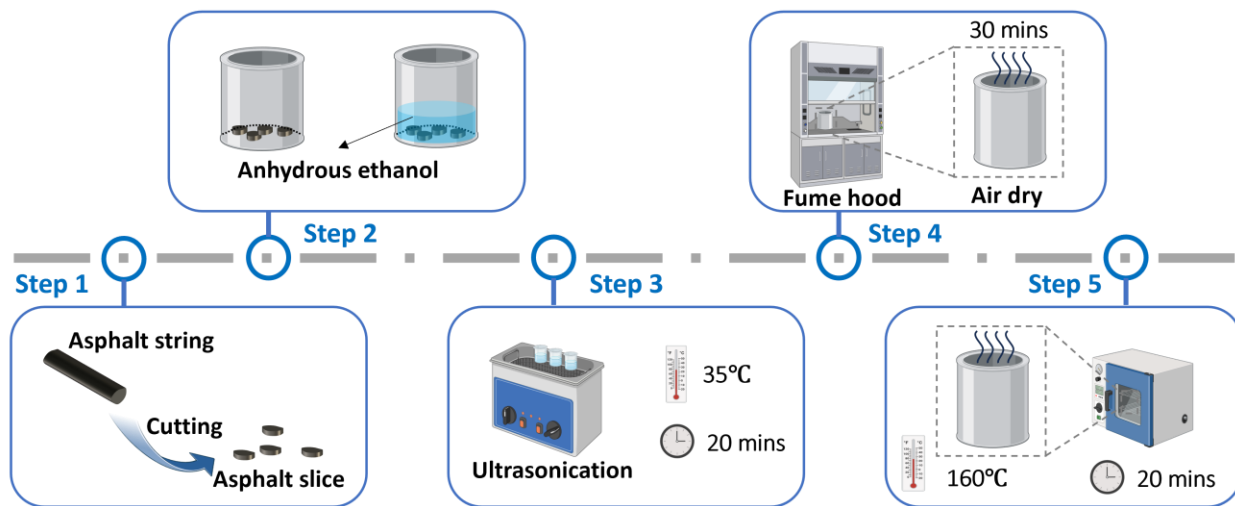 Step 1
Asphalt string
Cutting
Asphalt slice
Step 2
Anhydrous ethanol
Step 3
Ultrasonication
35℃
20 mins
Step 4
30 mins
Fume hood
Air dry
Step 5
160℃
20 mins